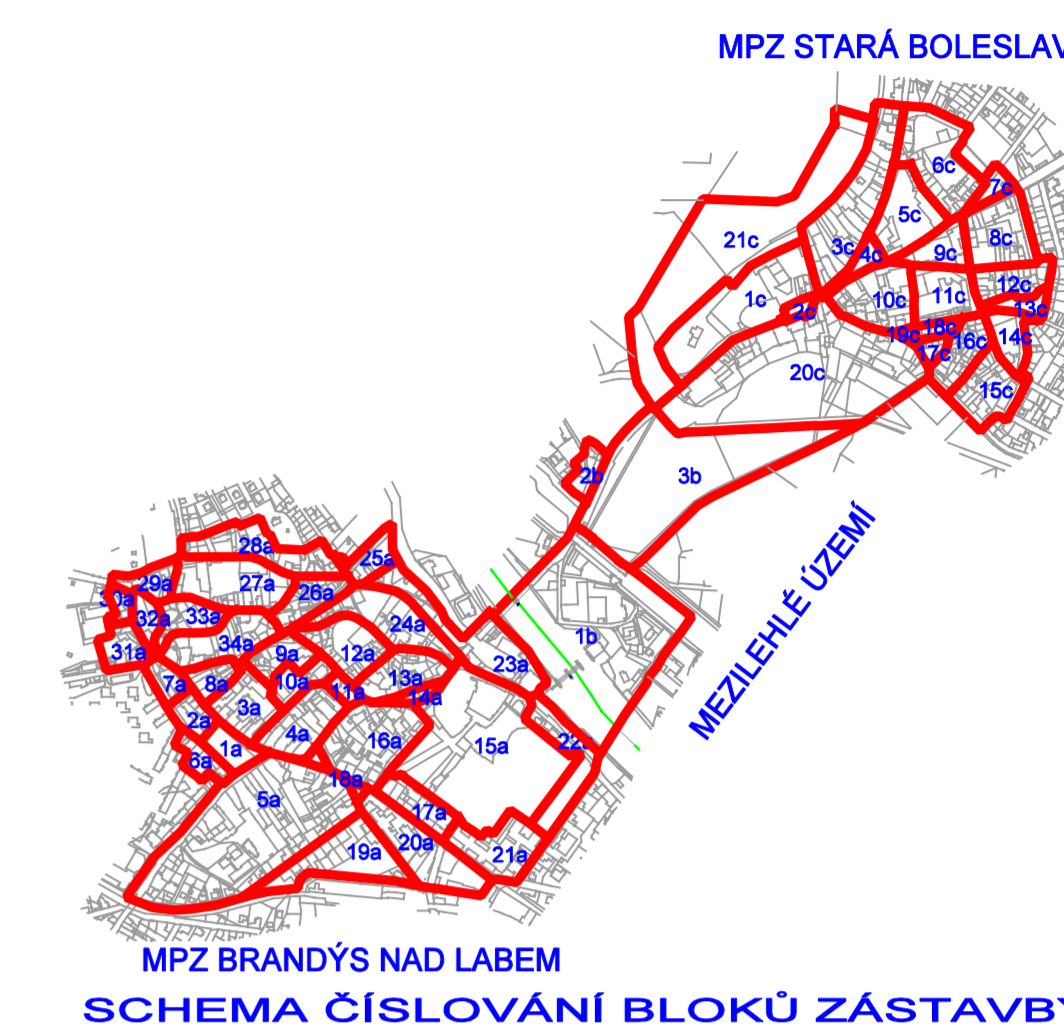 MPZ STARÁ BOLESLAV
6c
7c
5c
8c
21c
3c
4c
9c
12c
1c
10c
11c
2c
13c
18c
19c
14c
16c
17c
20c
15c
2b
3b
MEZILEHLÉ ÚZEMÍ
28a
25a
29a
27a
26a
30a
32a
33a
24a
1b
34a
31a
9a
12a
23a
7a
8a
10a
13a
11a
14a
3a
2a
4a
16a
15a
22a
1a
6a
18a
5a
17a
20a
19a
21a
MPZ BRANDÝS NAD LABEM
SCHEMA ČÍSLOVÁNÍ BLOKŮ ZÁSTAVBY